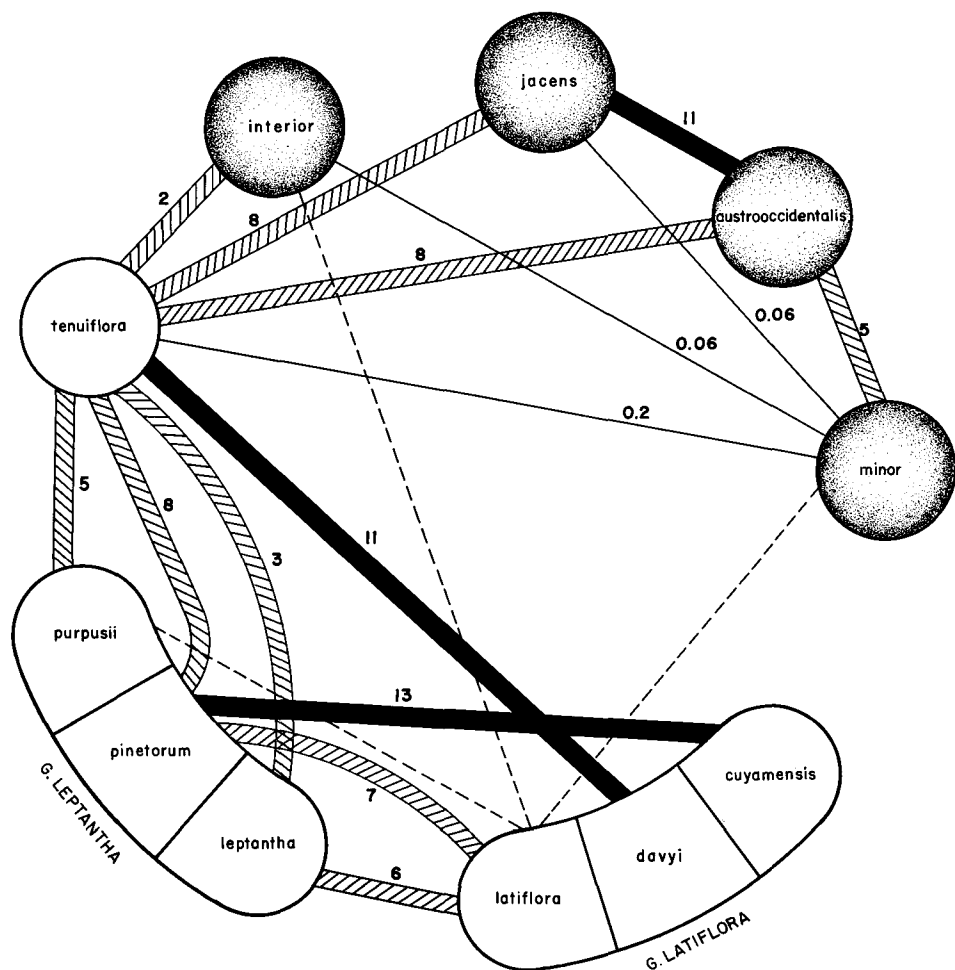 jacens
11
interior
2
8
austrooccidentalis
8
tenuiflora
0.06
0.06
5
0.2
minor
5
8
11
3
purpusii
13
pinetorum
cuyamensis
7
leptantha
davyi
6
latiflora
G. LEPTANTHA
G. LATIFLORA